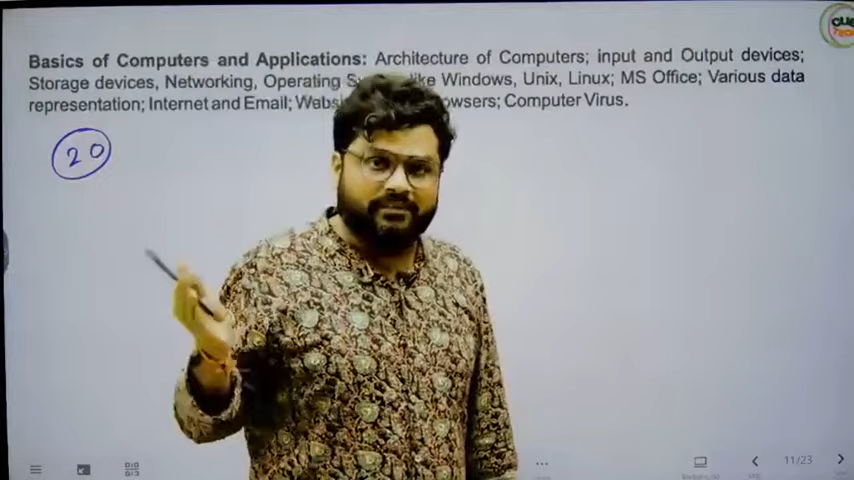 Basics of Computers and Applications: Architecture of Computers; input and Output devices;
Storage devices, Networking, Operating like Windows, Unix, Linux; MS Office; Various data
representation; Internet and Email; Computer Virus.
20
11/23